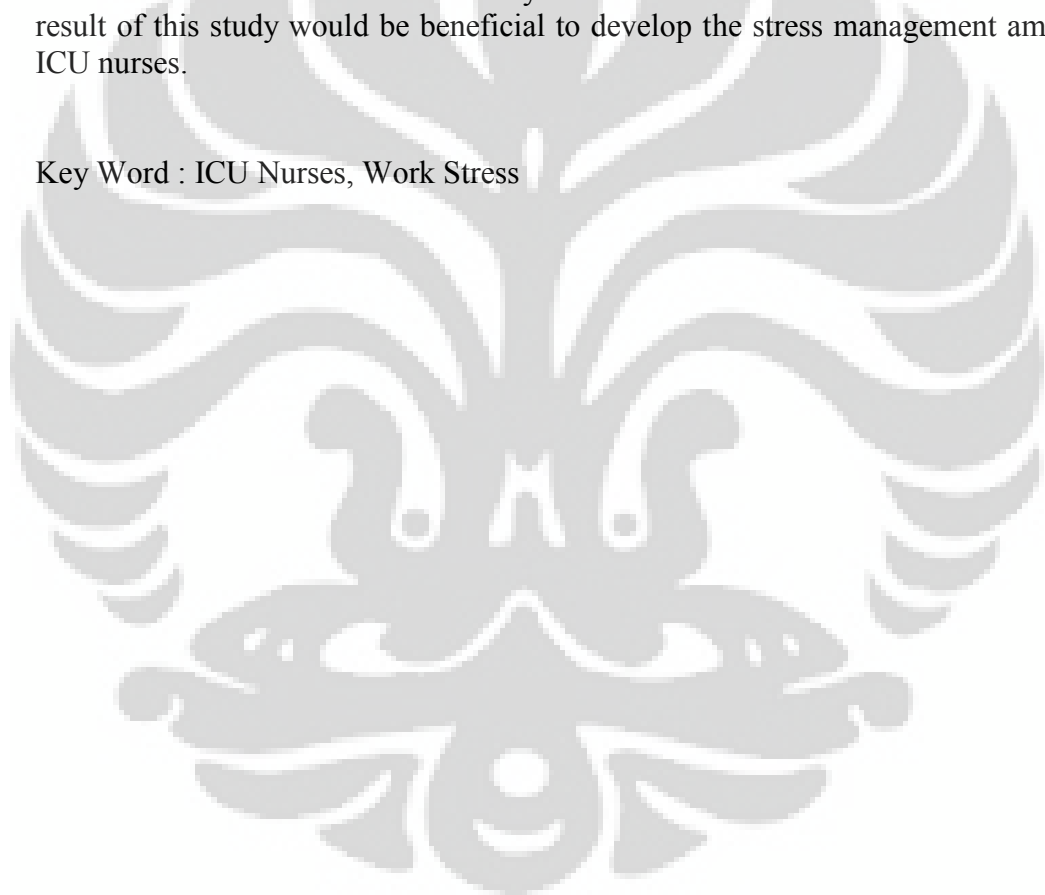 result of this study would be beneficial to develop the stress management am
ICU nurses.
Key Word : ICU Nurses, Work Stress